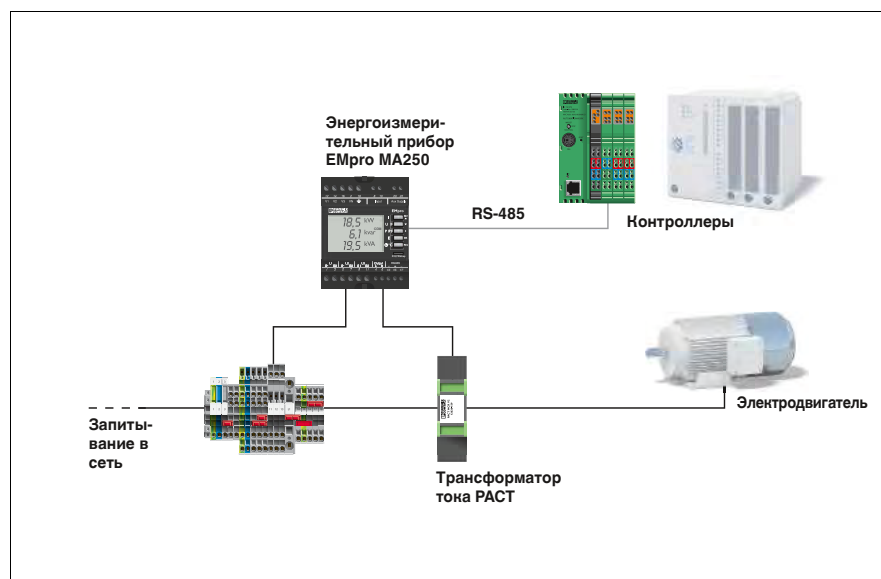 Энергоизмери-
тельный прибор
EMpro MA250
RS-485
Контроллеры
18,5 kW
6,1 kvar
19,5 kVA
Электродвигатель
Запиты-
вание в
сеть
Трансформатор
тока PACT